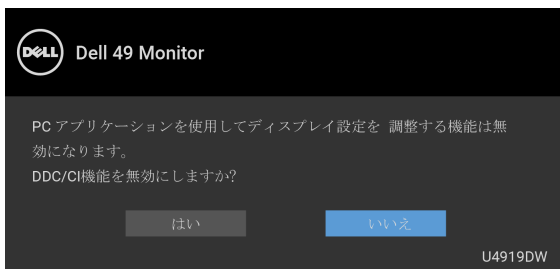 DELL Dell 49 Monitor
PC アプリケーションを使用してディスプレイ設定を 調整する機能は無
効になります。
DDC/CI機能を無効にしますか?
はい いいえ
U4919DW